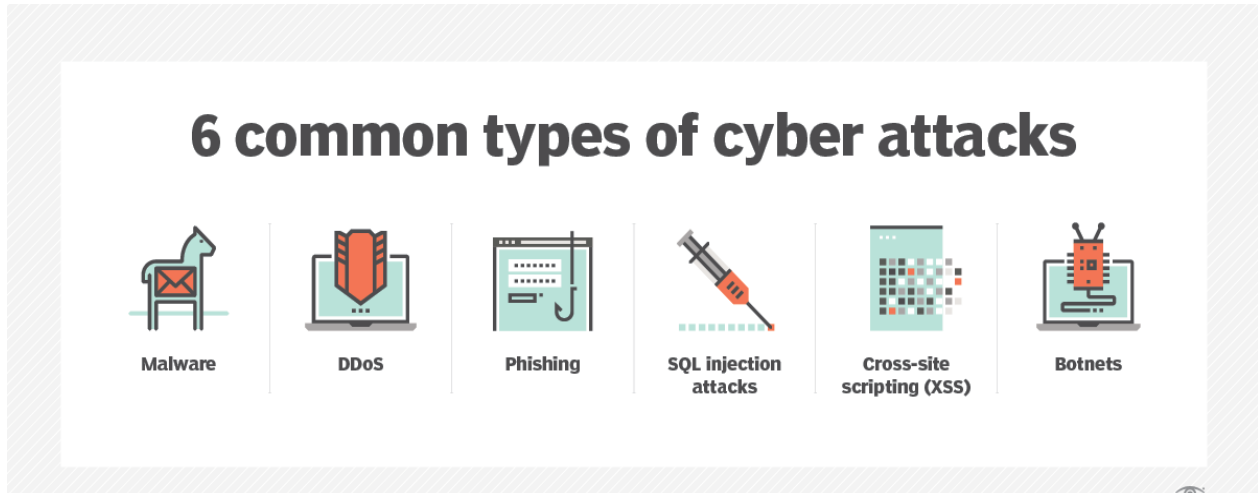 6 common types of cyber attacks
Malware
DDoS
Phishing
SQL injection
attacks
Cross-site
scripting (XSS)
Botnets